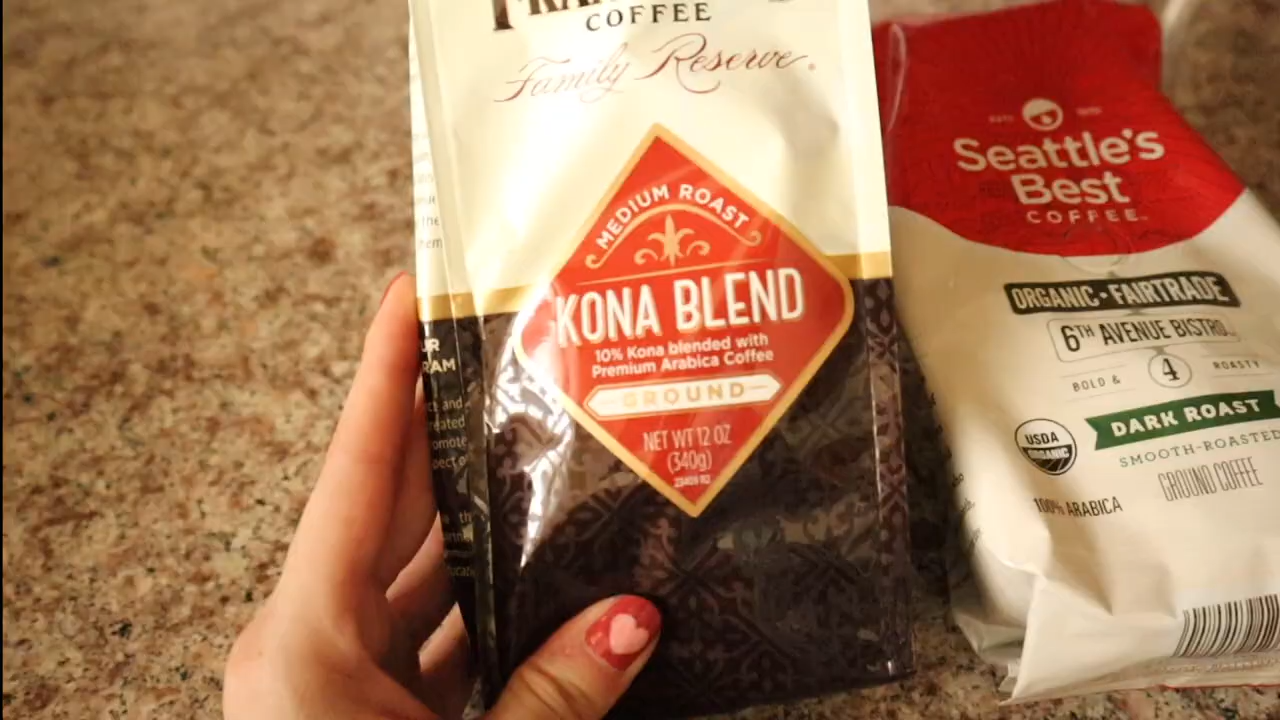 COFFEE
Family Reserve.
MEDIUM ROAST
KONA BLEND
10% Kona blended with
Premium Arabica Coffee
GROUND
NET WT 12 OZ
(340g)
Seattle's
Best
COFFEE
ORGANIC • FAIRTRADE
6TH AVENUE BISTRO
BOLD & 4 ROASTY
DARK ROAST
USDA
ORGANIC
SMOOTH-ROASTED
GROUND COFFEE
100% ARABICA